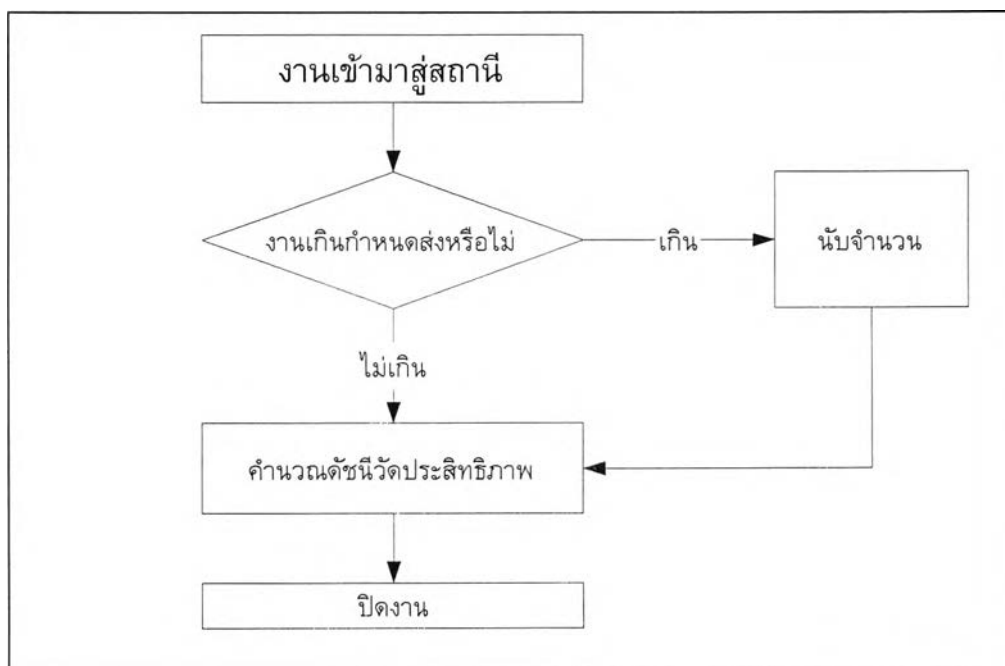 งานเข้ามาสู่สถานี
งานเกินกำหนดส่งหรือไม่
เกิน
นับจำนวน
ไม่เกิน
คำนวณดัชนีวัดประสิทธิภาพ
ปิดงาน